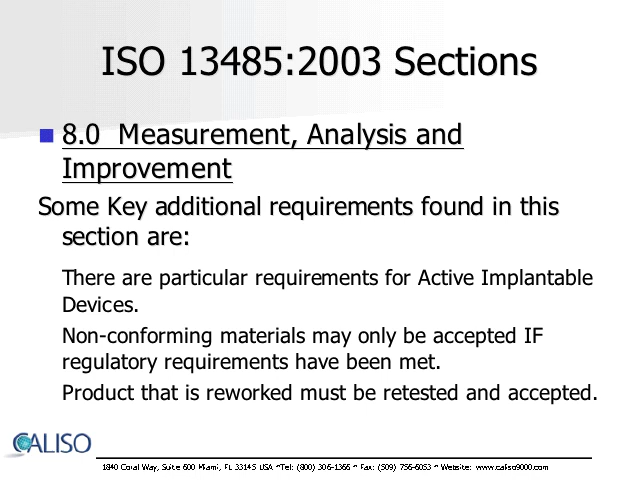 ISO 13485:2003 Sections
8.0 Measurement, Analysis and
Improvement
Some Key additional requirements found in this
section are:
There are particular requirements for Active Implantable
Devices.
Non-conforming materials may only be accepted IF
regulatory requirements have been met.
Product that is reworked must be retested and accepted.
CALISO
1840 Coral Way, Suite 600 Miami, FL 33145 USA ~Tel: (800) 306-1366 ~ Fax: (509) 756-6053 ~ Website: www.caliso9000.com